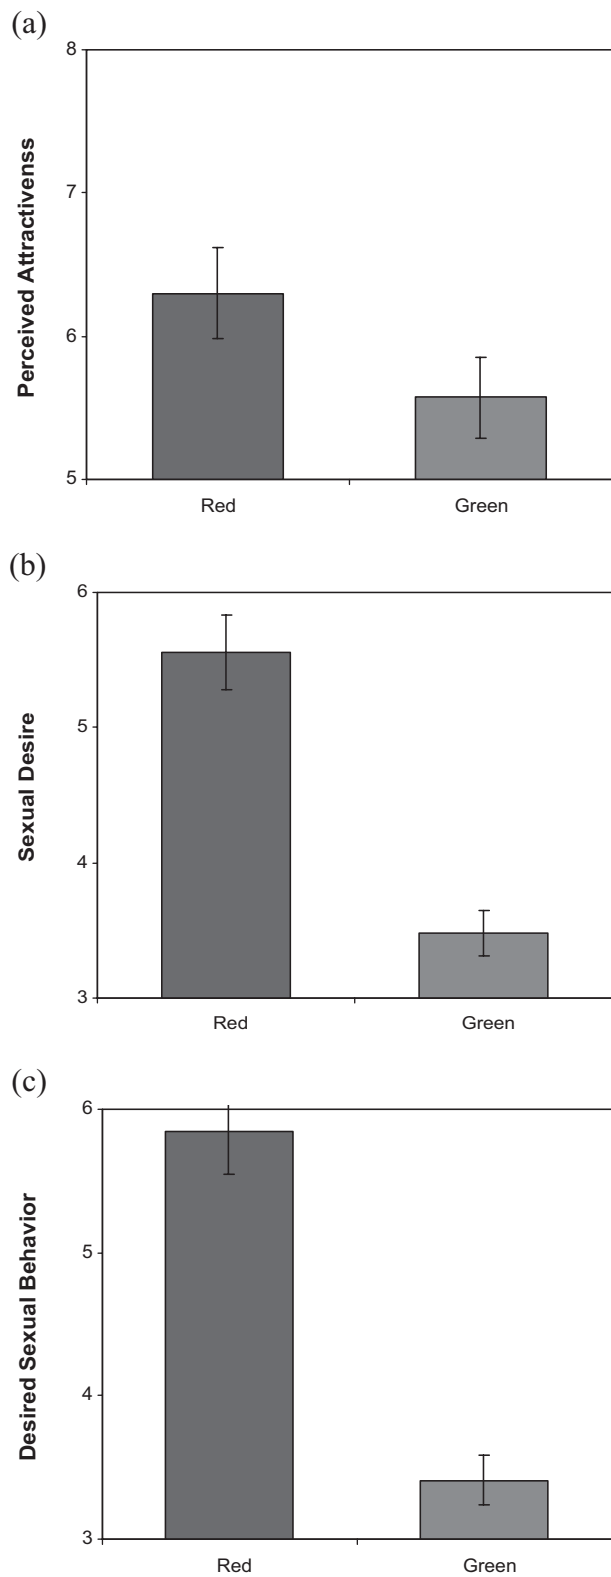 (a)
Perceived Attractivenss
8
7
6
5
Red Green
(b)
Sexual Desire
6
5
4
3
Red Green
(c)
Desired Sexual Behavior
6
5
4
3
Red Green